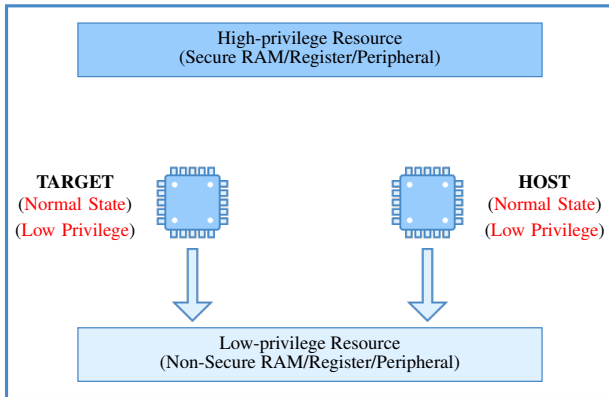 High-privilege Resource
(Secure RAM/Register/Peripheral)
TARGET
(Normal State)
(Low Privilege)
HOST
(Normal State)
(Low Privilege)
Low-privilege Resource
(Non-Secure RAM/Register/Peripheral)